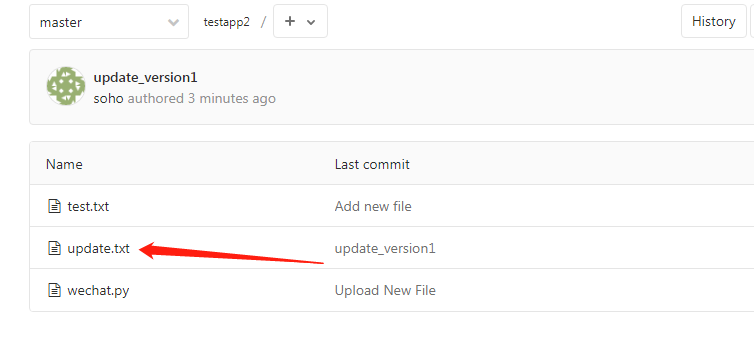 master testapp2 / + History
update_version1
soho authored 3 minutes ago
Name Last commit
test.txt Add new file
update.txt update_version1
wechat.py Upload New File